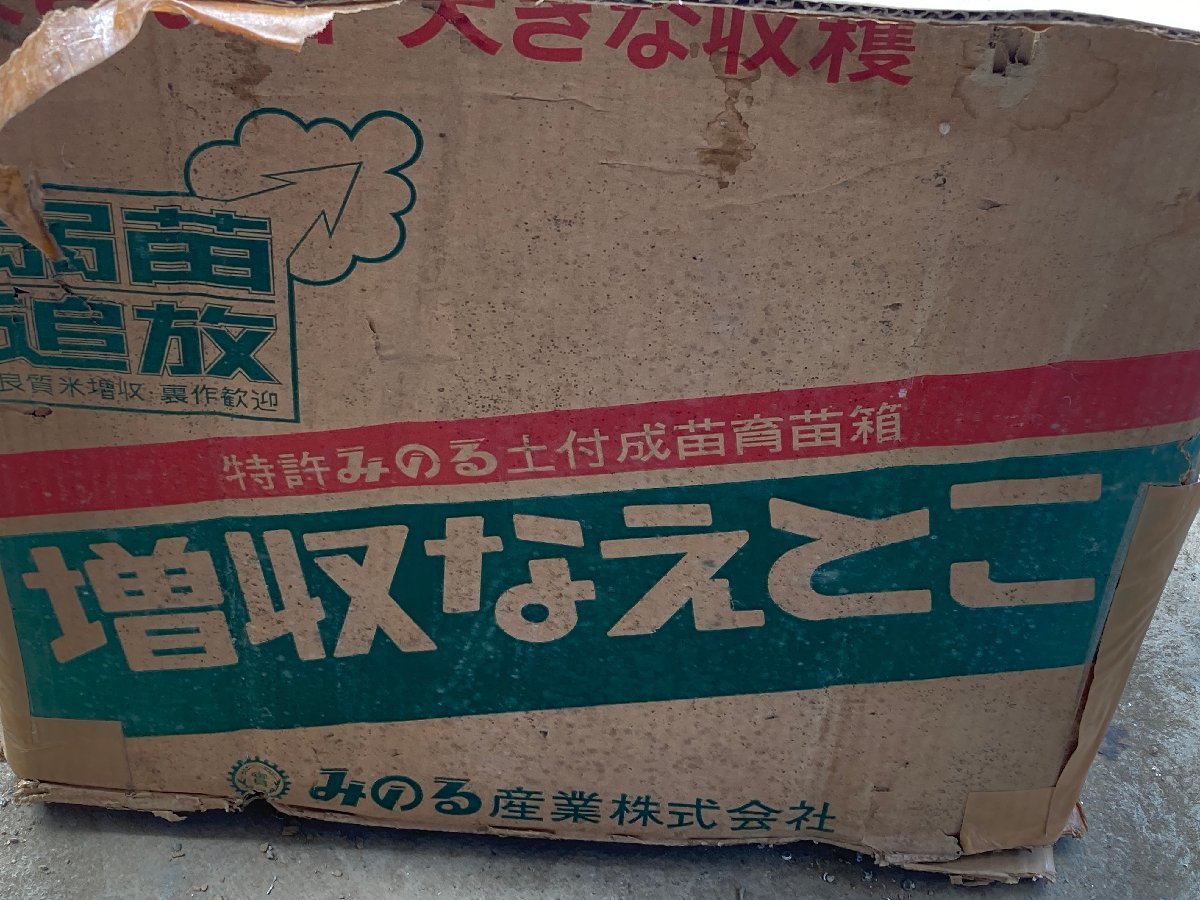 大きな収穫
弱苗
追放
良質米増収 裏作歓迎
特許みのる土付成苗育苗箱
増収なえとこ
みのる産業株式会社